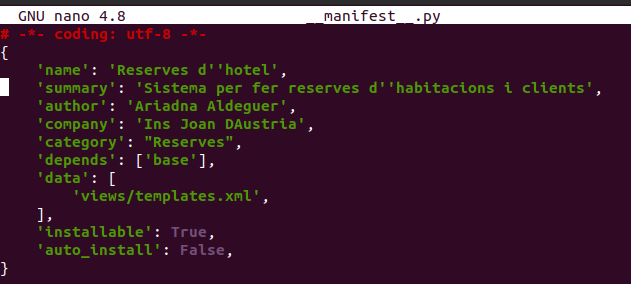 GNU nano 4.8 __manifest__.py
# -*- coding: utf-8 -*-
{
    'name': 'Reserves d''hotel',
    'summary': 'Sistema per fer reserves d''habitacions i clients',
    'author': 'Ariadna Aldeguer',
    'company': 'Ins Joan DAustria',
    'category': "Reserves",
    'depends': ['base'],
    'data': [
        'views/templates.xml',
    ],
    'installable': True,
    'auto_install': False,
}